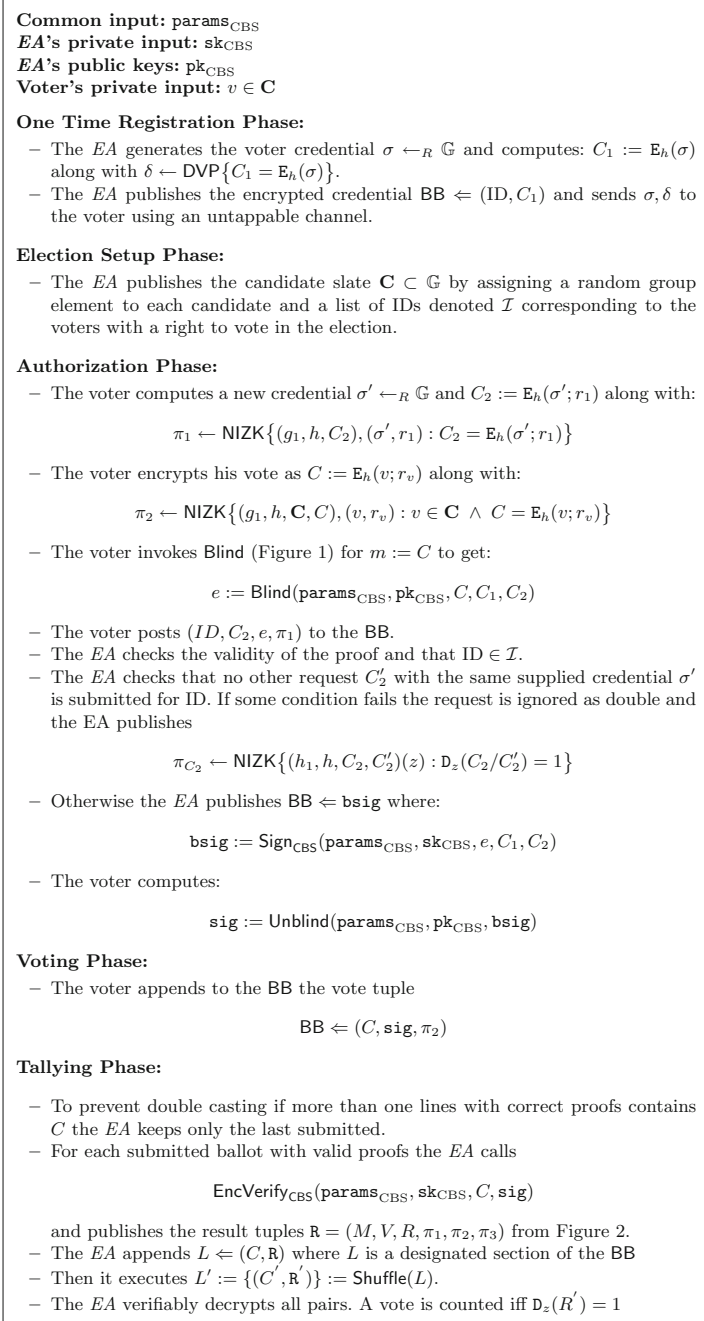 Common input: params_CBS
EA's private input: sk_CBS
EA's public keys: pk_CBS
Voter's private input: v ∈ C
One Time Registration Phase:
– The EA generates the voter credential σ ←_R 𝔾 and computes: C_1 := E_h(σ)
along with δ ← DVP{C_1 = E_h(σ)}.
– The EA publishes the encrypted credential BB ⇐ (ID, C_1) and sends σ, δ to
the voter using an untappable channel.
Election Setup Phase:
– The EA publishes the candidate slate C ⊂ 𝔾 by assigning a random group
element to each candidate and a list of IDs denoted ℐ corresponding to the
voters with a right to vote in the election.
Authorization Phase:
– The voter computes a new credential σ′ ←_R 𝔾 and C_2 := E_h(σ′; r_1) along with:
π_1 ← NIZK{(g_1, h, C_2), (σ′, r_1) : C_2 = E_h(σ′; r_1)}
– The voter encrypts his vote as C := E_h(v; r_v) along with:
π_2 ← NIZK{(g_1, h, C, C), (v, r_v) : v ∈ C ∧ C = E_h(v; r_v)}
– The voter invokes Blind (Figure 1) for m := C to get:
e := Blind(params_CBS, pk_CBS, C, C_1, C_2)
– The voter posts (ID, C_2, e, π_1) to the BB.
– The EA checks the validity of the proof and that ID ∈ ℐ.
– The EA checks that no other request C′_2 with the same supplied credential σ′
is submitted for ID. If some condition fails the request is ignored as double and
the EA publishes
π_{C_2} ← NIZK{(h_1, h, C_2, C′_2)(z) : D_z(C_2/C′_2) = 1}
– Otherwise the EA publishes BB ⇐ bsig where:
bsig := Sign_CBS(params_CBS, sk_CBS, e, C_1, C_2)
– The voter computes:
sig := Unblind(params_CBS, pk_CBS, bsig)
Voting Phase:
– The voter appends to the BB the vote tuple
BB ⇐ (C, sig, π_2)
Tallying Phase:
– To prevent double casting if more than one lines with correct proofs contains
C the EA keeps only the last submitted.
– For each submitted ballot with valid proofs the EA calls
EncVerify_CBS(params_CBS, sk_CBS, C, sig)
and publishes the result tuples R = (M, V, R, π_1, π_2, π_3) from Figure 2.
– The EA appends L ⇐ (C, R) where L is a designated section of the BB
– Then it executes L′ := {(C′, R′)} := Shuffle(L).
– The EA verifiably decrypts all pairs. A vote is counted iff D_z(R′) = 1